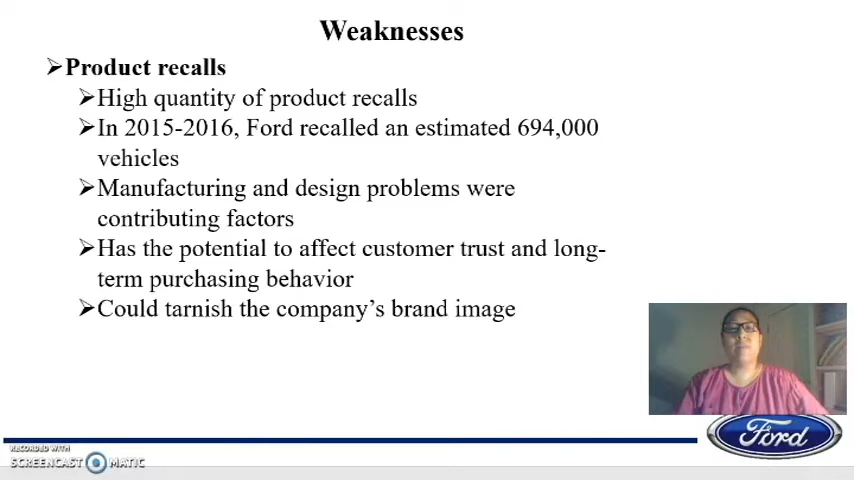 Weaknesses
➢Product recalls
➢High quantity of product recalls
➢In 2015-2016, Ford recalled an estimated 694,000
vehicles
➢Manufacturing and design problems were
contributing factors
➢Has the potential to affect customer trust and long-
term purchasing behavior
➢Could tarnish the company’s brand image
Ford
RECORDED WITH
SCREENCAST MATIC